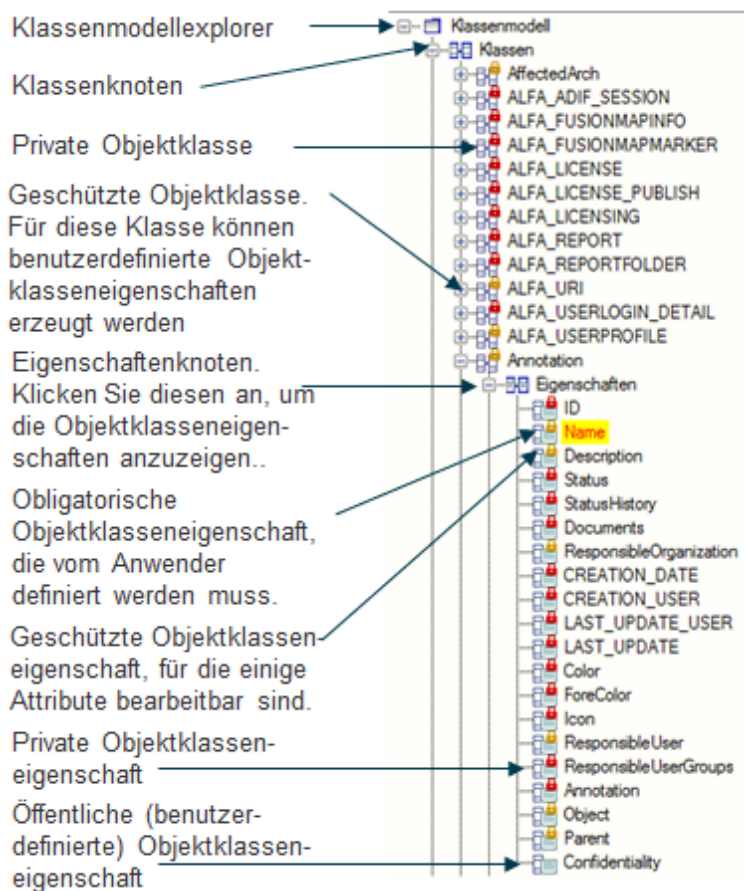 Klassenmodellexplorer
Klassenknoten
Private Objektklasse
Geschützte Objektklasse.
Für diese Klasse können
benutzerdefinierte Objekt-
klasseneigenschaften
erzeugt werden
Eigenschaftenknoten.
Klicken Sie diesen an, um
die Objektklasseneigen-
schaften anzuzeigen..
Obligatorische
Objektklasseneigenschaft,
die vom Anwender
definiert werden muss.
Geschützte Objektklassen-
eigenschaft, für die einige
Attribute bearbeitbar sind.
Private Objektklassen-
eigenschaft
Öffentliche (benutzer-
definierte) Objektklassen-
eigenschaft
Klassenmodell
Klassen
AffectedArch
ALFA_ADIF_SESSION
ALFA_FUSIONMAPINFO
ALFA_FUSIONMAPMARKER
ALFA_LICENSE
ALFA_LICENSE_PUBLISH
ALFA_LICENSING
ALFA_REPORT
ALFA_REPORTFOLDER
ALFA_URI
ALFA_USERLOGIN_DETAIL
ALFA_USERPROFILE
Annotation
Eigenschaften
ID
Name
Description
Status
StatusHistory
Documents
ResponsibleOrganization
CREATION_DATE
CREATION_USER
LAST_UPDATE_USER
LAST_UPDATE
Color
ForeColor
Icon
ResponsibleUser
ResponsibleUserGroups
Annotation
Object
Parent
Confidentiality